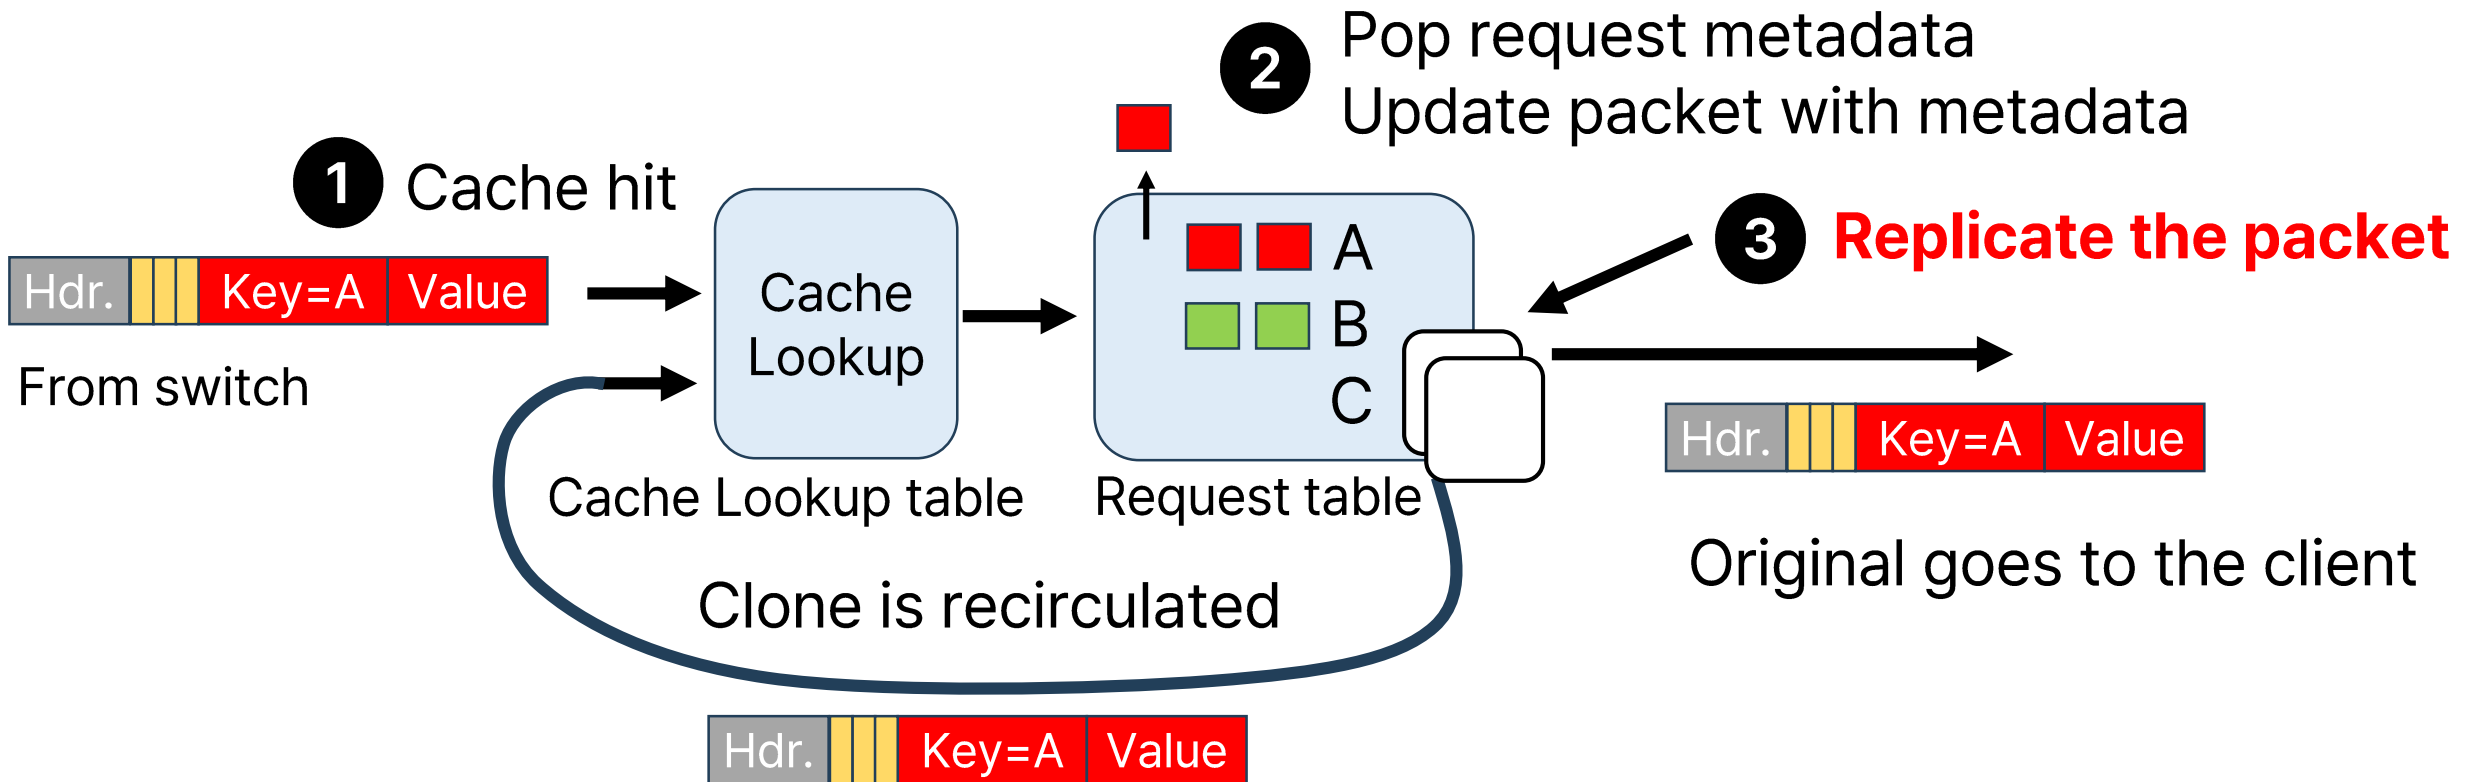 2
Pop request metadata
Update packet with metadata
1
Cache hit
3
Replicate the packet
Hdr.
Key=A
Value
From switch
Cache
Lookup
Cache Lookup table
A
B
C
Request table
Hdr.
Key=A
Value
Original goes to the client
Clone is recirculated
Hdr.
Key=A
Value